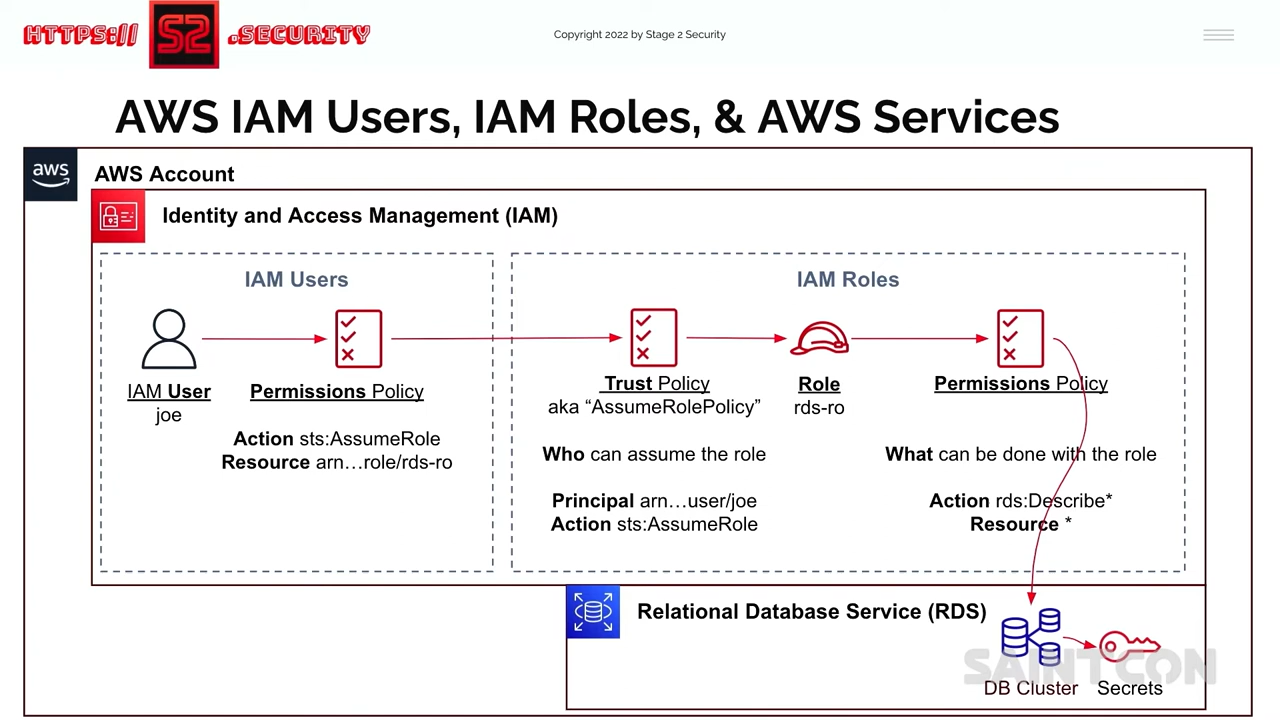 HTTPS:// S2 .SECURITY
Copyright 2022 by Stage 2 Security
AWS IAM Users, IAM Roles, & AWS Services
aws
AWS Account
Identity and Access Management (IAM)
IAM Users
IAM User
joe
Permissions Policy
Action sts:AssumeRole
Resource arn…role/rds-ro
IAM Roles
Trust Policy
aka “AssumeRolePolicy”
Who can assume the role
Principal arn…user/joe
Action sts:AssumeRole
Role
rds-ro
Permissions Policy
What can be done with the role
Action rds:Describe*
Resource *
Relational Database Service (RDS)
DB Cluster
Secrets
SAINTCON